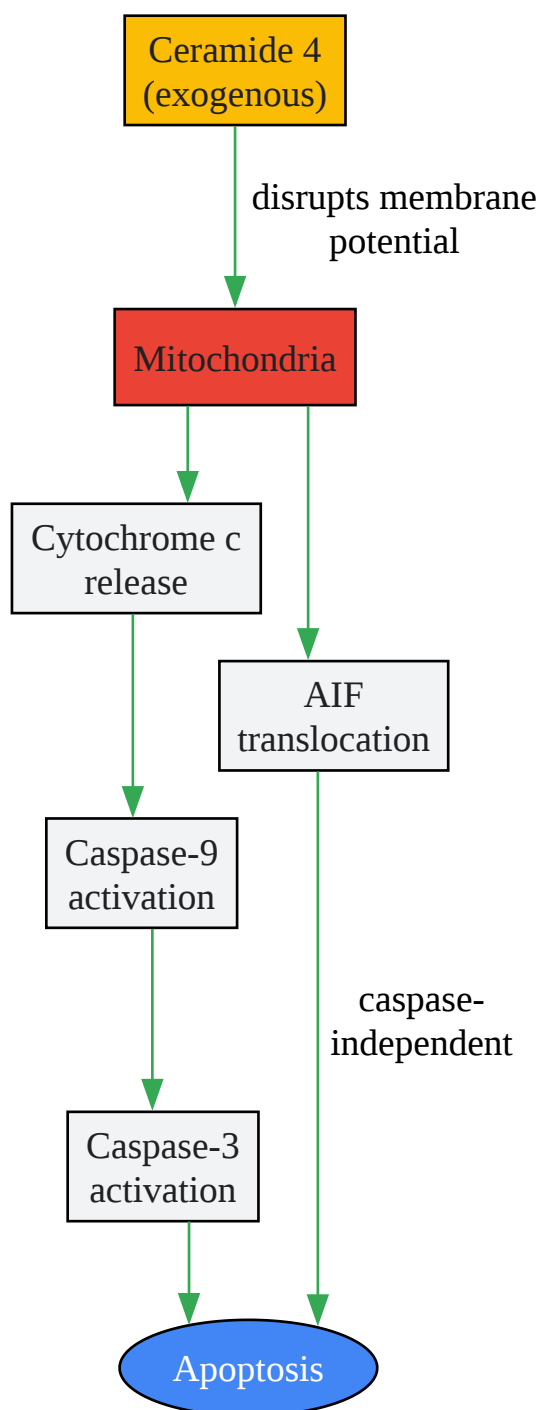 Ceramide 4
(exogenous)
disrupts membrane
potential
Mitochondria
Cytochrome c
release
AIF
translocation
Caspase-9
activation
caspase-
independent
Caspase-3
activation
Apoptosis